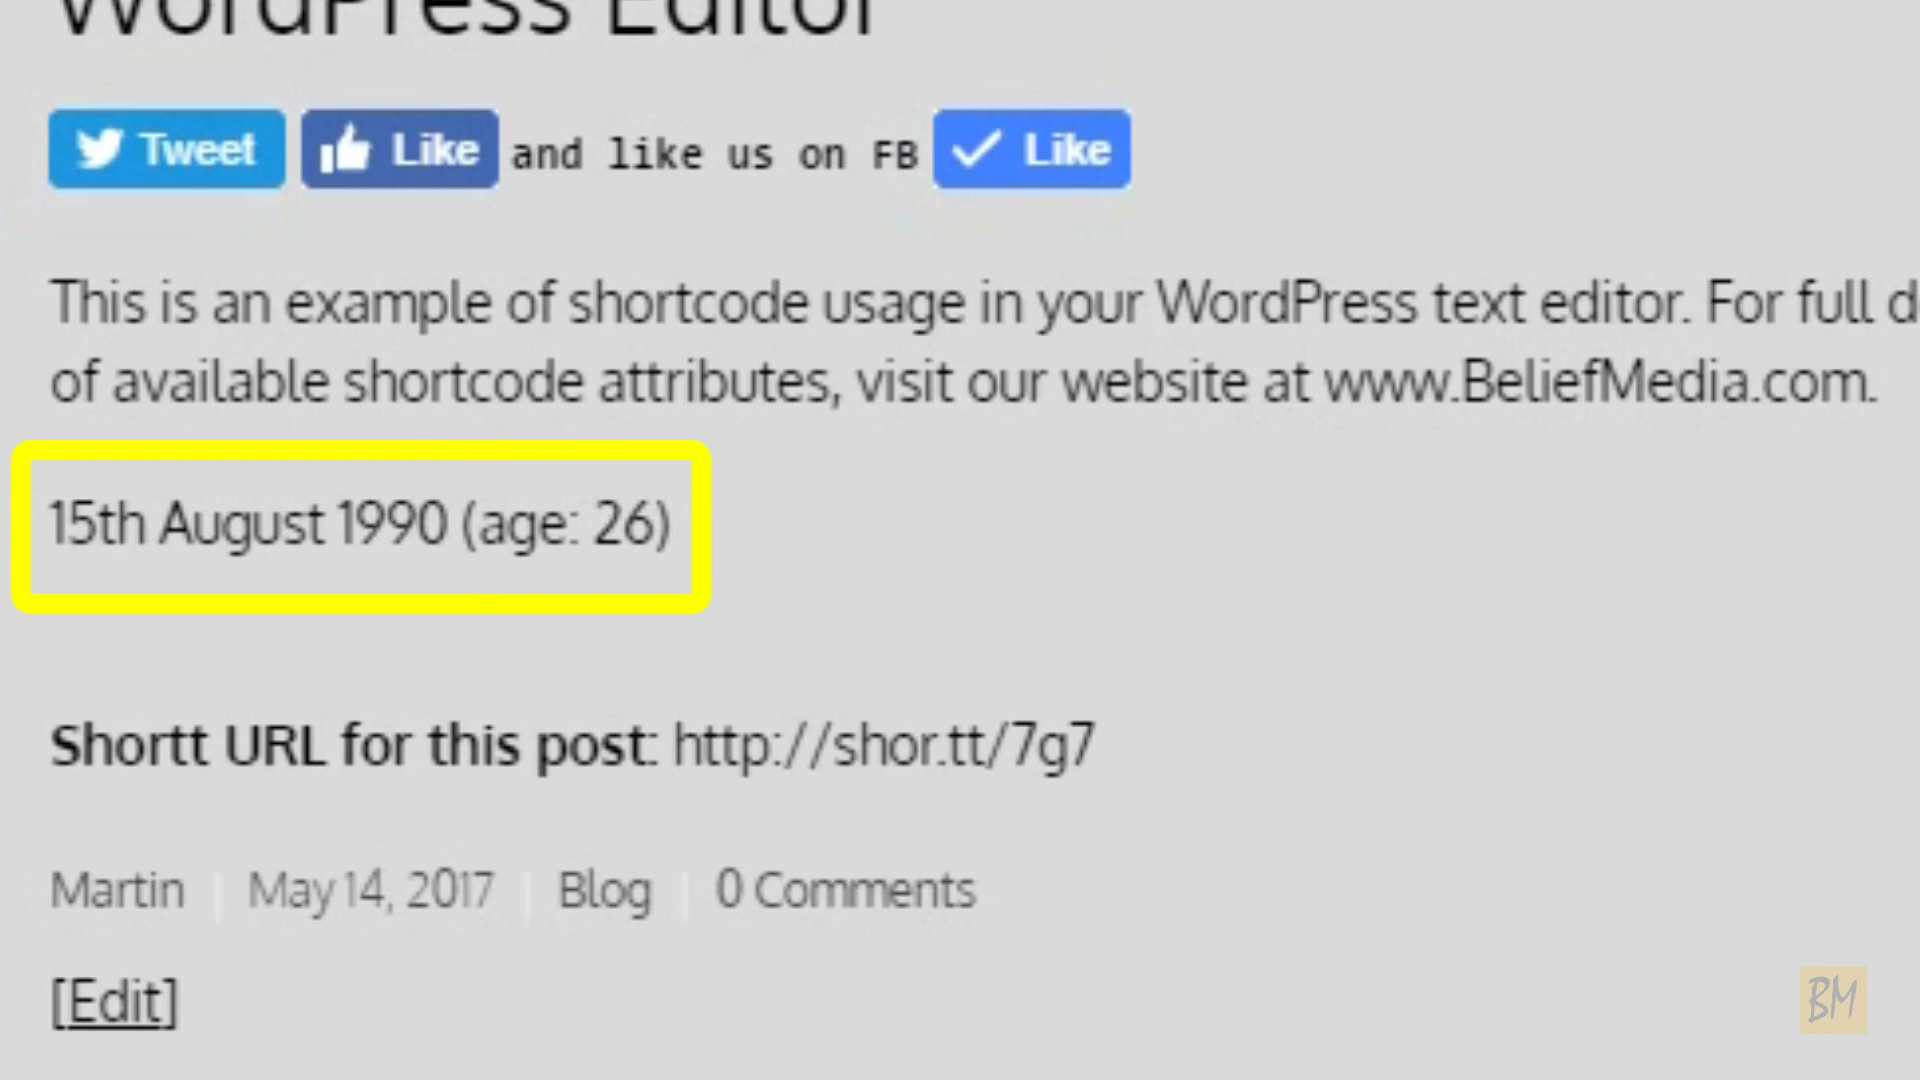 WordPress Editor
Tweet Like and like us on FB Like
This is an example of shortcode usage in your WordPress text editor. For full d
of available shortcode attributes, visit our website at www.BeliefMedia.com.
15th August 1990 (age: 26)
Shortt URL for this post: http://shor.tt/7g7
Martin May 14, 2017 Blog 0 Comments
[Edit]
BM